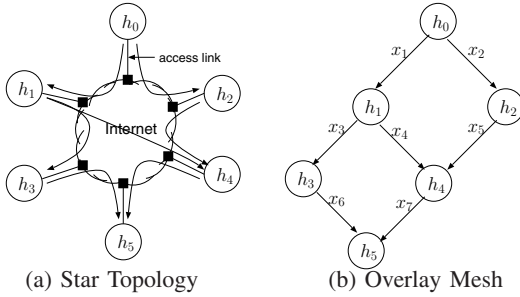 h₀
access link
h₁
h₂
Internet
h₃
h₄
h₅
(a) Star Topology
h₀
x₁
x₂
h₁
h₂
x₃
x₄
x₅
h₃
h₄
x₆
x₇
h₅
(b) Overlay Mesh